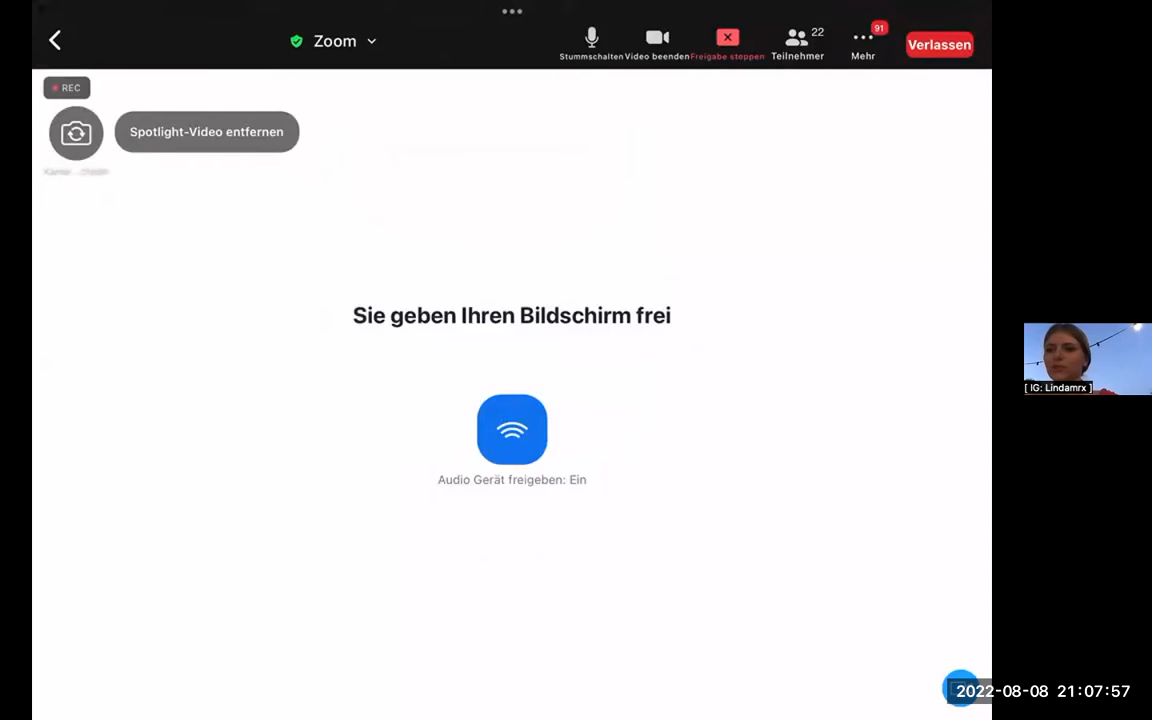 Zoom
22
91
Stummschalten Video beenden Freigabe stoppen Teilnehmer Mehr Verlassen
REC
Spotlight-Video entfernen
Sie geben Ihren Bildschirm frei
[ IG: Lindamrx ]
Audio Gerät freigeben: Ein
2022-08-08 21:07:57